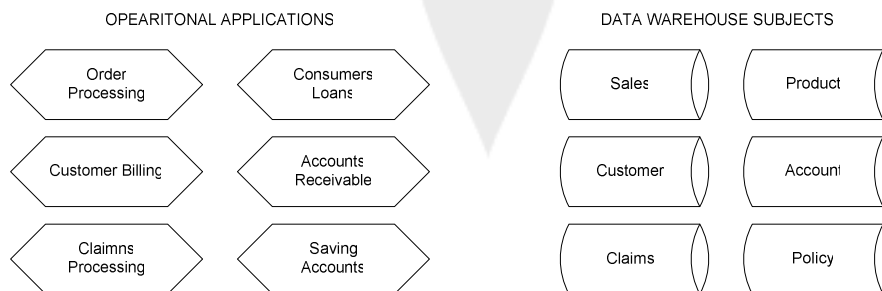 OPEARITONAL APPLICATIONS
DATA WAREHOUSE SUBJECTS
Order
Processing
Consumers
Loans
Sales
Product
Customer Billing
Accounts
Receivable
Customer
Account
Claimns
Processing
Saving
Accounts
Claims
Policy